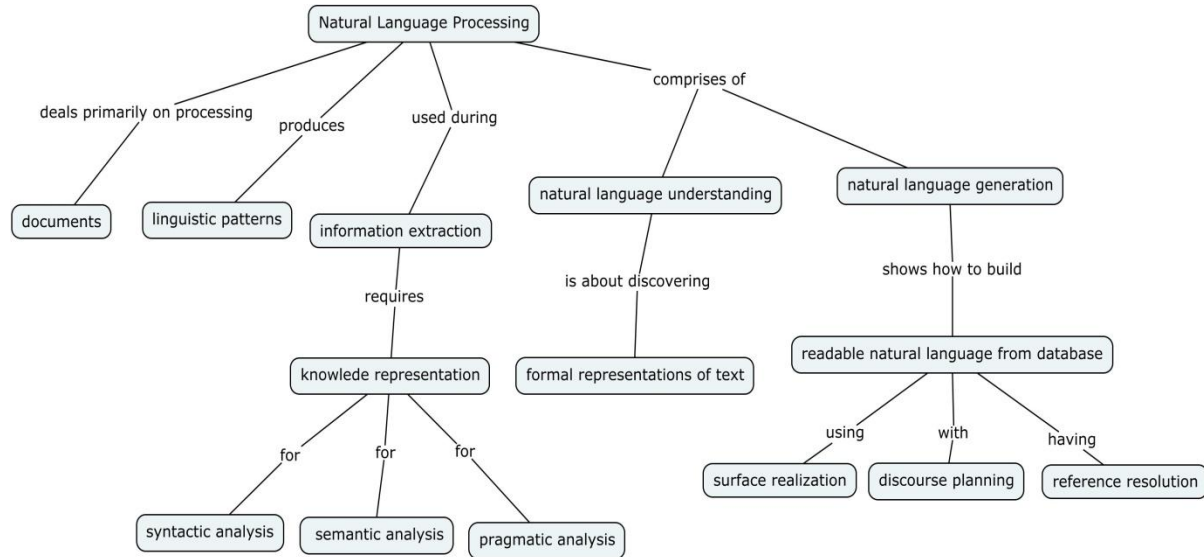 Natural Language Processing
comprises of
deals primarily on processing
produces
used during
natural language understanding
natural language generation
documents
linguistic patterns
information extraction
is about discovering
shows how to build
requires
knowlede representation
formal representations of text
readable natural language from database
using
with
having
for
for
for
surface realization
discourse planning
reference resolution
syntactic analysis
semantic analysis
pragmatic analysis